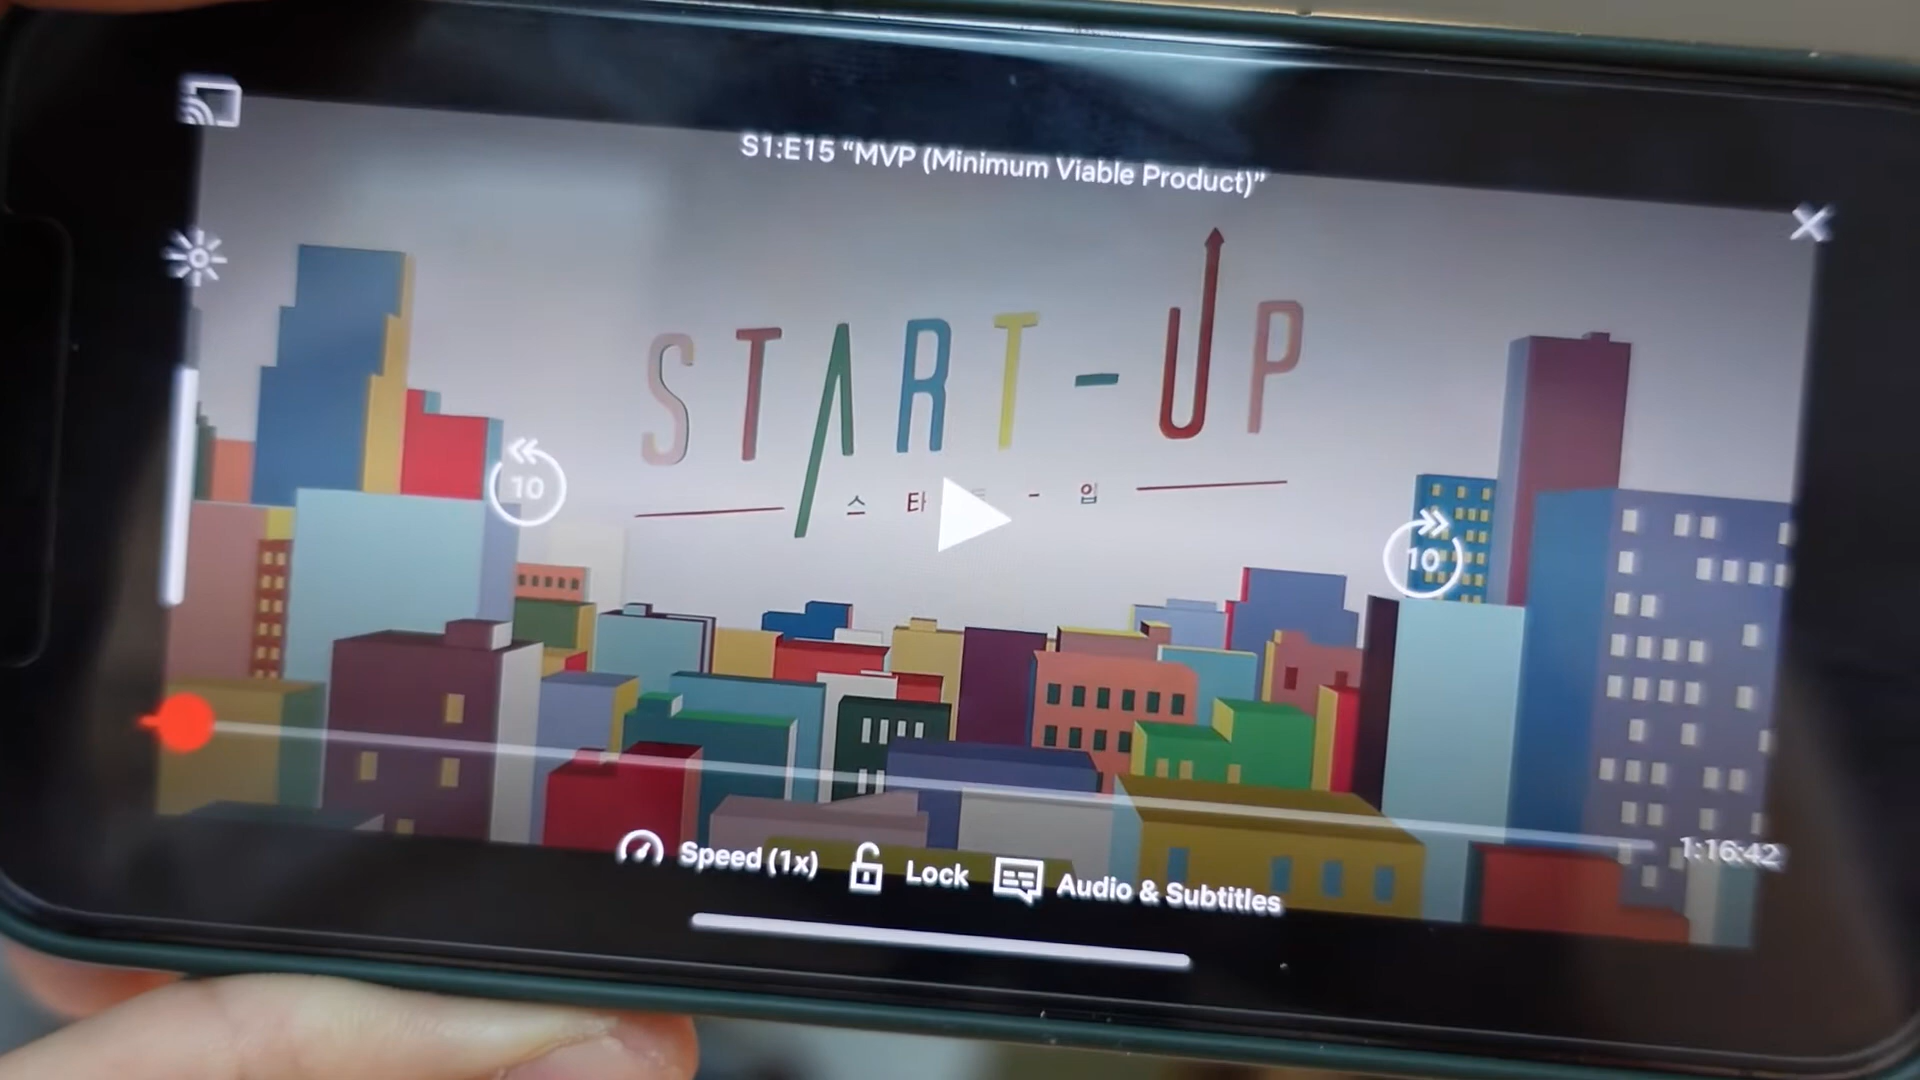 S1:E15 “MVP (Minimum Viable Product)”
START-UP
스타 - 업
10
10
1:16:42
Speed (1x) Lock Audio & Subtitles